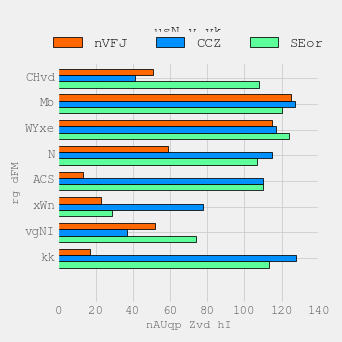 nVFJ CCZ SEor
CHvd
Mb
WYxe
N
ACS
xWn
vgNI
kk
rg dFM
0 20 40 60 80 100 120 140
nAUqp Zvd hI